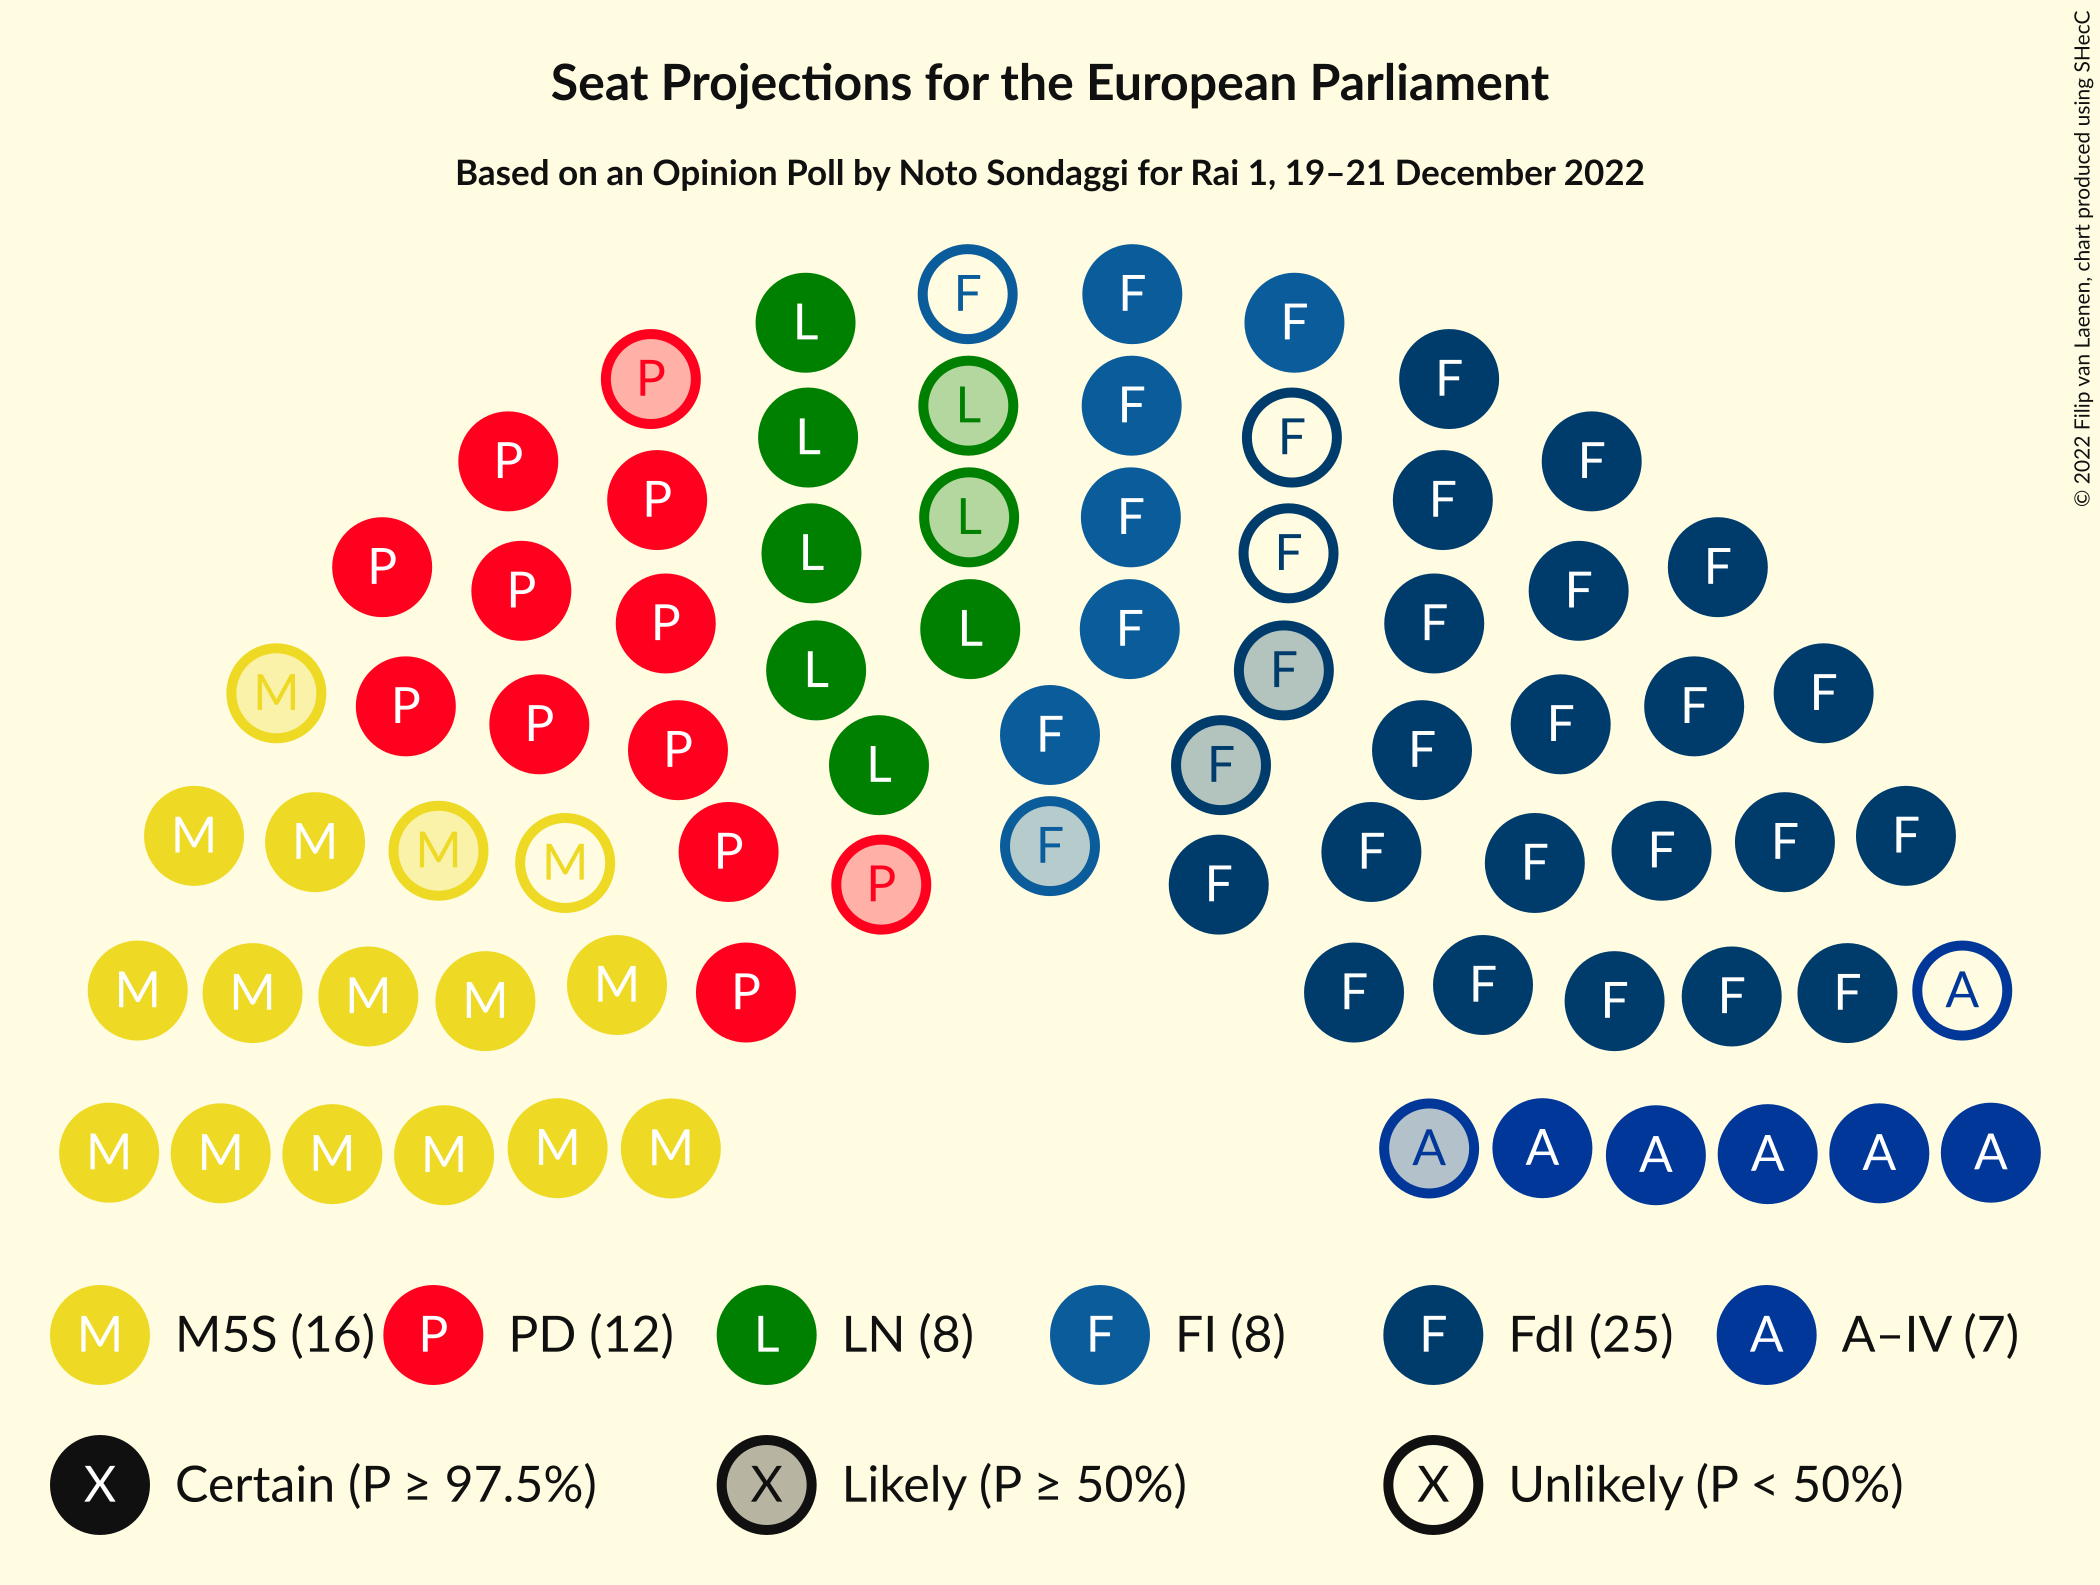 Seat Projections for the European Parliament
Based on an Opinion Poll by Noto Sondaggi for Rai 1, 19–21 December 2022
© 2022 Filip van Laenen, chart produced using SHecC
F F
L F
P L F F
L F
P F
P L L F F
P F
P F F
P L F F
P L F F
M P F F
P F F
P F F
L F
M M P F F
M M P F F F F
P F
M M M M M P F F F F F A
M M M M M M A A A A A A
M M5S (16) P PD (12) L LN (8) F FI (8) F FdI (25) A A–IV (7)
X Certain (P ≥ 97.5%) X Likely (P ≥ 50%) X Unlikely (P < 50%)